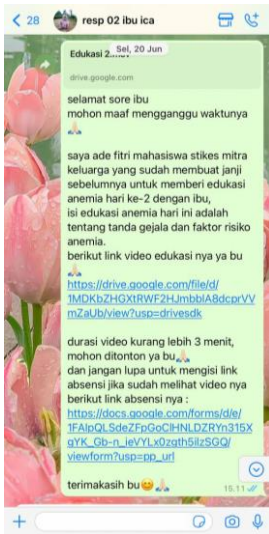 28
resp 02 ibu ica
Sel, 20 Jun
Edukasi 2.mov
drive.google.com
selamat sore ibu
mohon maaf mengganggu waktunya
🙏🏻
saya ade fitri mahasiswa stikes mitra
keluarga yang sudah membuat janji
sebelumnya untuk memberi edukasi
anemia hari ke-2 dengan ibu,
isi edukasi anemia hari ini adalah
tentang tanda gejala dan faktor risiko
anemia.
berikut link video edukasi nya ya bu
🙏🏻
https://drive.google.com/file/d/
1MDKbZHGXtRWF2HJmbblA8dcprVV
mZaUb/view?usp=drivesdk
durasi video kurang lebih 3 menit,
mohon ditonton ya bu🙏🏻
dan jangan lupa untuk mengisi link
absensi jika sudah melihat video nya
berikut link absensi nya :
https://docs.google.com/forms/d/e/
1FAIpQLSdeZFpGoClHNLDZRYn315X
gYK_Gb-n_ieVYLx0zgth5ilzSGQ/
viewform?usp=pp_url
terimakasih bu😊🙏🏻
15.11